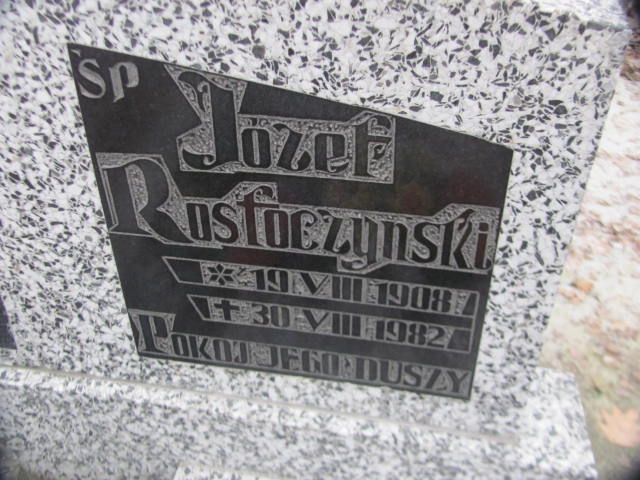 ŚP
Józef
Rostoczyński
* 19 VIII 1908
+ 30 VIII 1982
POKÓJ JEGO DUSZY